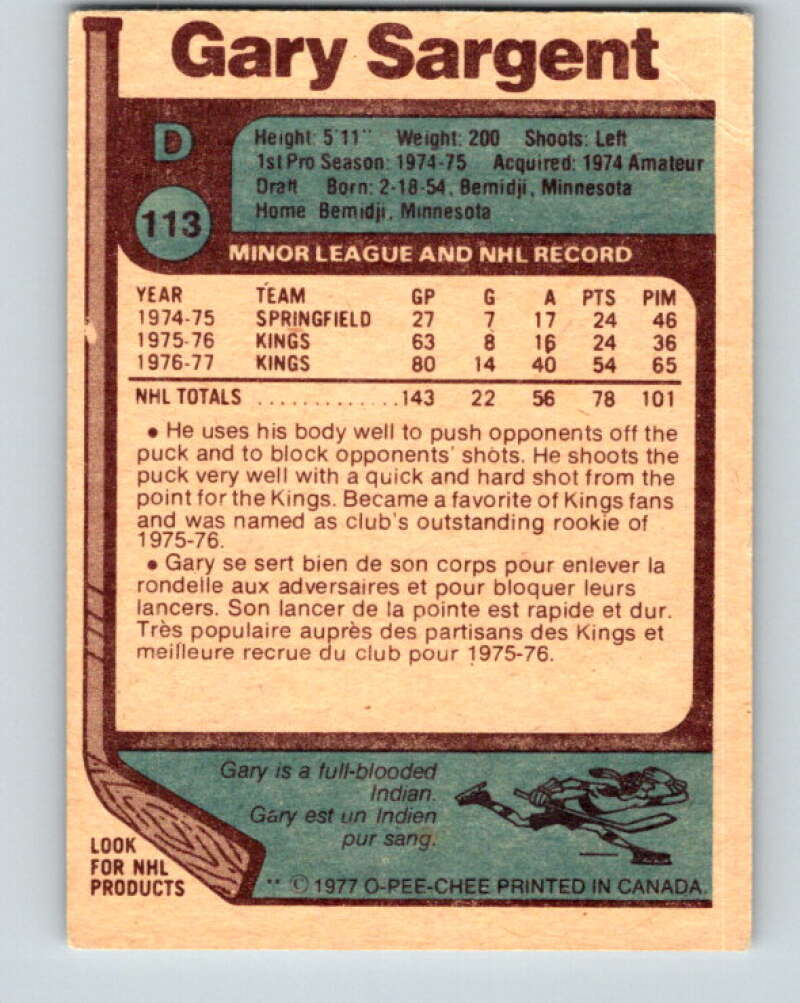 Gary Sargent
D
113
Height: 5'11" Weight: 200 Shoots: Left
1st Pro Season: 1974-75 Acquired: 1974 Amateur
Draft Born: 2-18-54, Bemidji, Minnesota
Home Bemidji, Minnesota
MINOR LEAGUE AND NHL RECORD
YEAR TEAM GP G A PTS PIM
1974-75 SPRINGFIELD 27 7 17 24 46
1975-76 KINGS 63 8 16 24 36
1976-77 KINGS 80 14 40 54 65
NHL TOTALS .............143 22 56 78 101
• He uses his body well to push opponents off the
puck and to block opponents' shots. He shoots the
puck very well with a quick and hard shot from the
point for the Kings. Became a favorite of Kings fans
and was named as club's outstanding rookie of
1975-76.
• Gary se sert bien de son corps pour enlever la
rondelle aux adversaires et pour bloquer leurs
lancers. Son lancer de la pointe est rapide et dur.
Très populaire auprès des partisans des Kings et
meilleure recrue du club pour 1975-76.
Gary is a full-blooded
Indian.
Gary est un Indien
pur sang.
LOOK
FOR NHL
PRODUCTS
** © 1977 O-PEE-CHEE PRINTED IN CANADA.